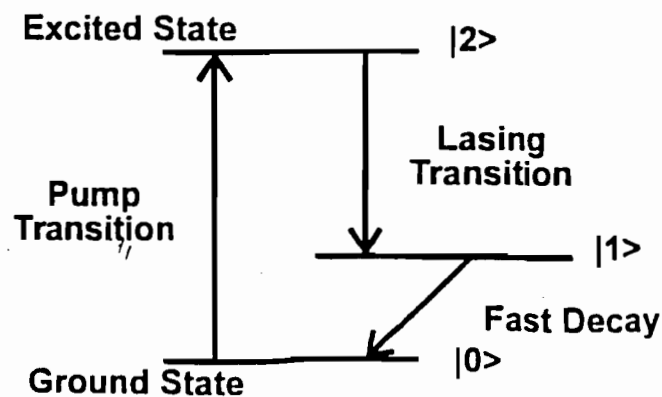 Excited State
|2>
Lasing
Transition
Pump
Transition
|1>
Fast Decay
|0>
Ground State